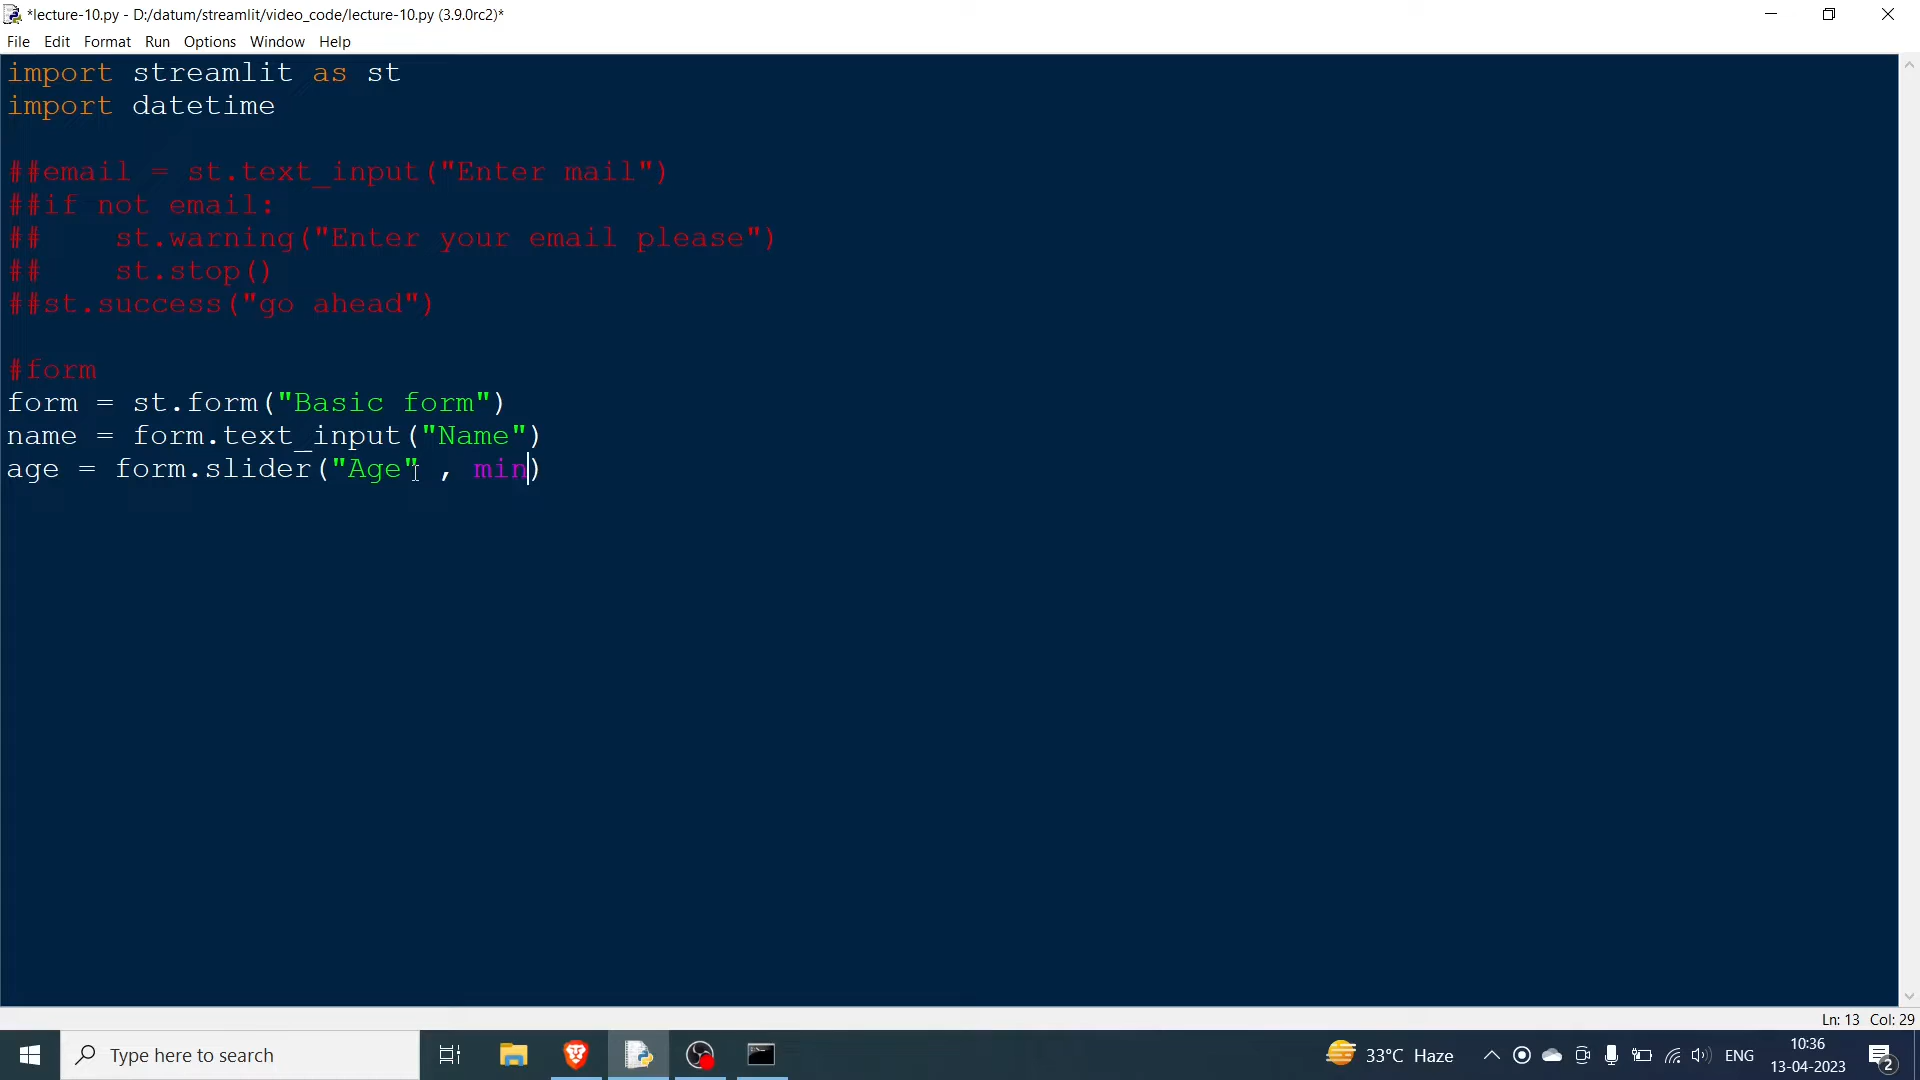 *lecture-10.py - D:/datum/streamlit/video_code/lecture-10.py (3.9.0rc2)*
File Edit Format Run Options Window Help
import streamlit as st
import datetime
##email = st.text_input("Enter mail")
##if not email:
##    st.warning("Enter your email please")
##    st.stop()
##st.success("go ahead")
#form
form = st.form("Basic form")
name = form.text_input("Name")
age = form.slider("Age" , min)
Ln: 13 Col: 29
Type here to search
33°C Haze
ENG
10:36
13-04-2023
2